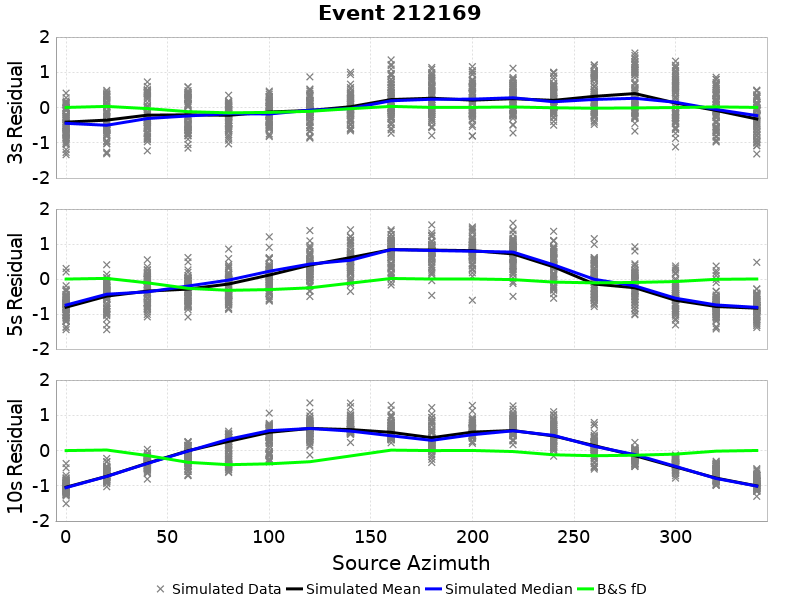 Event 212169
3s Residual
2
1
0
-1
-2
5s Residual
2
1
0
-1
-2
10s Residual
2
1
0
-1
-2
0 50 100 150 200 250 300
Source Azimuth
Simulated Data Simulated Mean Simulated Median B&S fD